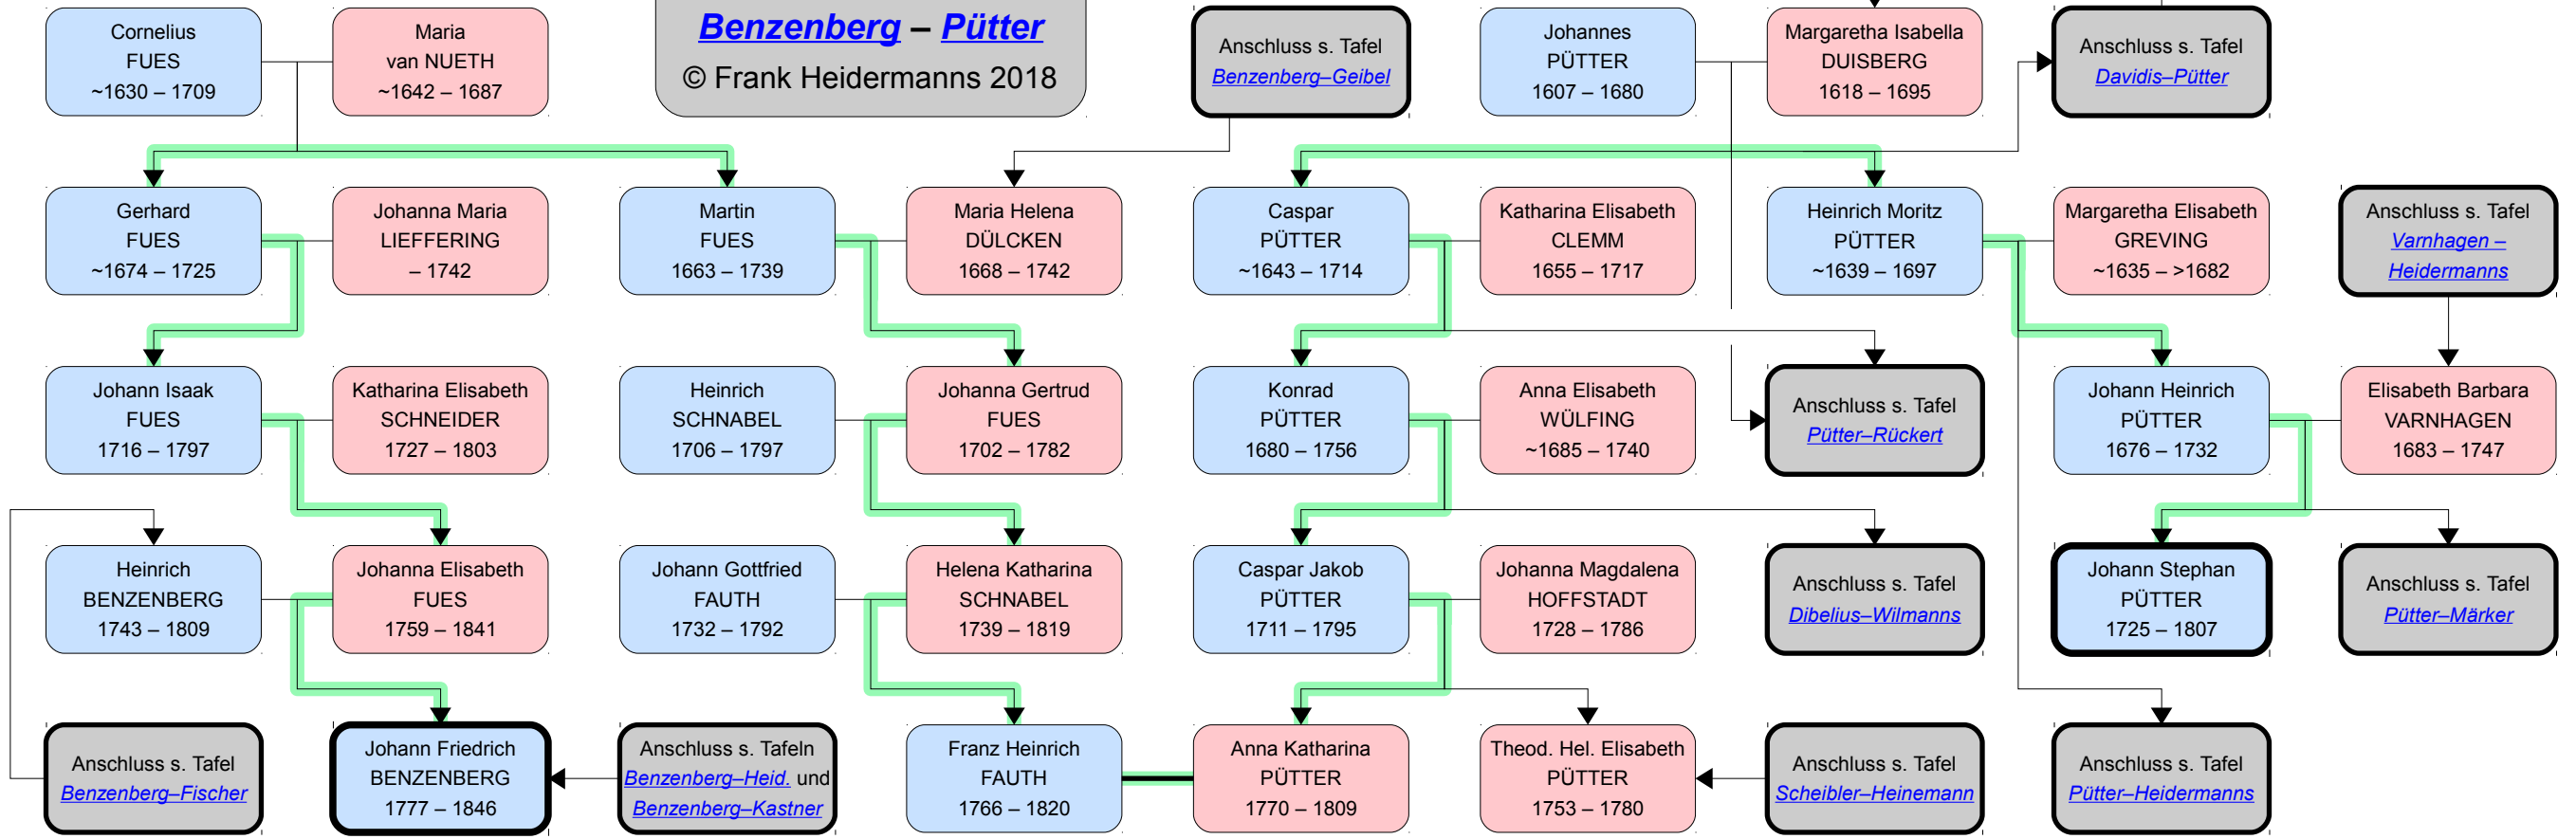 Cornelius
FUES
~1630 – 1709
Maria
van NUETH
~1642 – 1687
Benzenberg – Pütter
© Frank Heidermanns 2018
Anschluss s. Tafel
Benzenberg–Geibel
Johannes
PÜTTER
1607 – 1680
Margaretha Isabella
DUISBERG
1618 – 1695
Anschluss s. Tafel
Davidis–Pütter
Gerhard
FUES
~1674 – 1725
Johanna Maria
LIEFFERING
– 1742
Martin
FUES
1663 – 1739
Maria Helena
DÜLCKEN
1668 – 1742
Caspar
PÜTTER
~1643 – 1714
Katharina Elisabeth
CLEMM
1655 – 1717
Heinrich Moritz
PÜTTER
~1639 – 1697
Margaretha Elisabeth
GREVING
~1635 – >1682
Anschluss s. Tafel
Varnhagen –
Heidermanns
Johann Isaak
FUES
1716 – 1797
Katharina Elisabeth
SCHNEIDER
1727 – 1803
Heinrich
SCHNABEL
1706 – 1797
Johanna Gertrud
FUES
1702 – 1782
Konrad
PÜTTER
1680 – 1756
Anna Elisabeth
WÜLFING
~1685 – 1740
Anschluss s. Tafel
Pütter–Rückert
Johann Heinrich
PÜTTER
1676 – 1732
Elisabeth Barbara
VARNHAGEN
1683 – 1747
Heinrich
BENZENBERG
1743 – 1809
Johanna Elisabeth
FUES
1759 – 1841
Johann Gottfried
FAUTH
1732 – 1792
Helena Katharina
SCHNABEL
1739 – 1819
Caspar Jakob
PÜTTER
1711 – 1795
Johanna Magdalena
HOFFSTADT
1728 – 1786
Anschluss s. Tafel
Dibelius–Wilmanns
Johann Stephan
PÜTTER
1725 – 1807
Anschluss s. Tafel
Pütter–Märker
Anschluss s. Tafel
Benzenberg–Fischer
Johann Friedrich
BENZENBERG
1777 – 1846
Anschluss s. Tafeln
Benzenberg–Heid. und
Benzenberg–Kastner
Franz Heinrich
FAUTH
1766 – 1820
Anna Katharina
PÜTTER
1770 – 1809
Theod. Hel. Elisabeth
PÜTTER
1753 – 1780
Anschluss s. Tafel
Scheibler–Heinemann
Anschluss s. Tafel
Pütter–Heidermanns